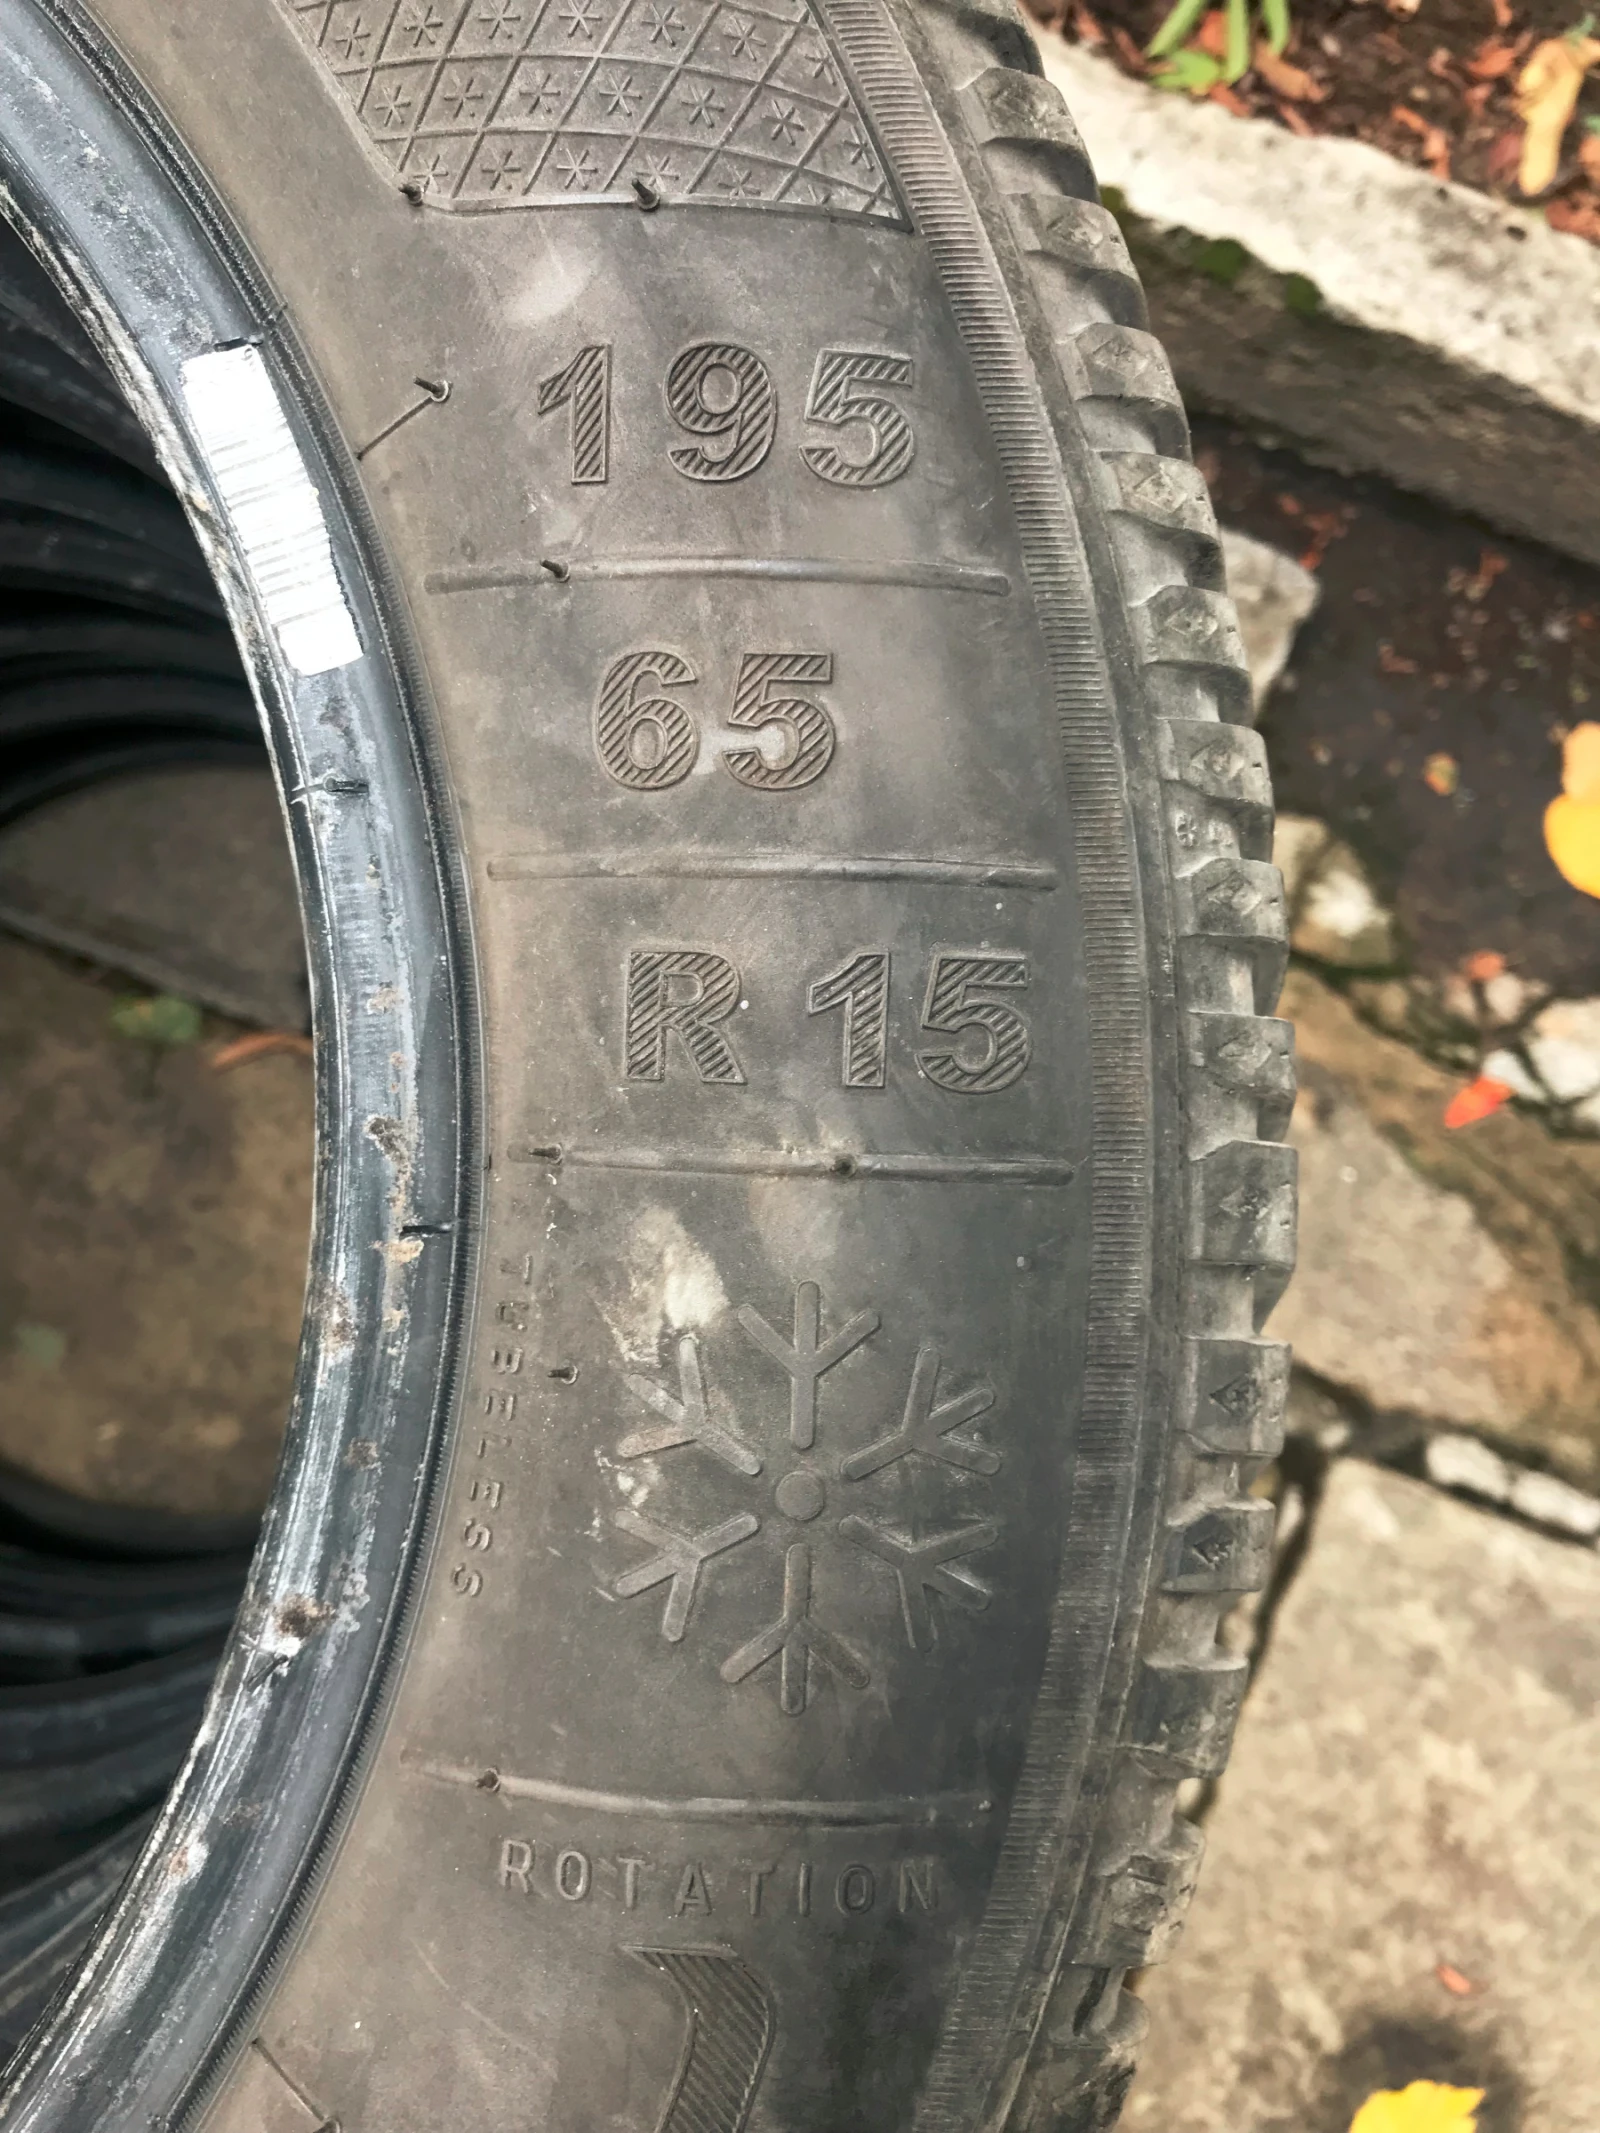 195
65
R 15
TUBELESS
ROTATION